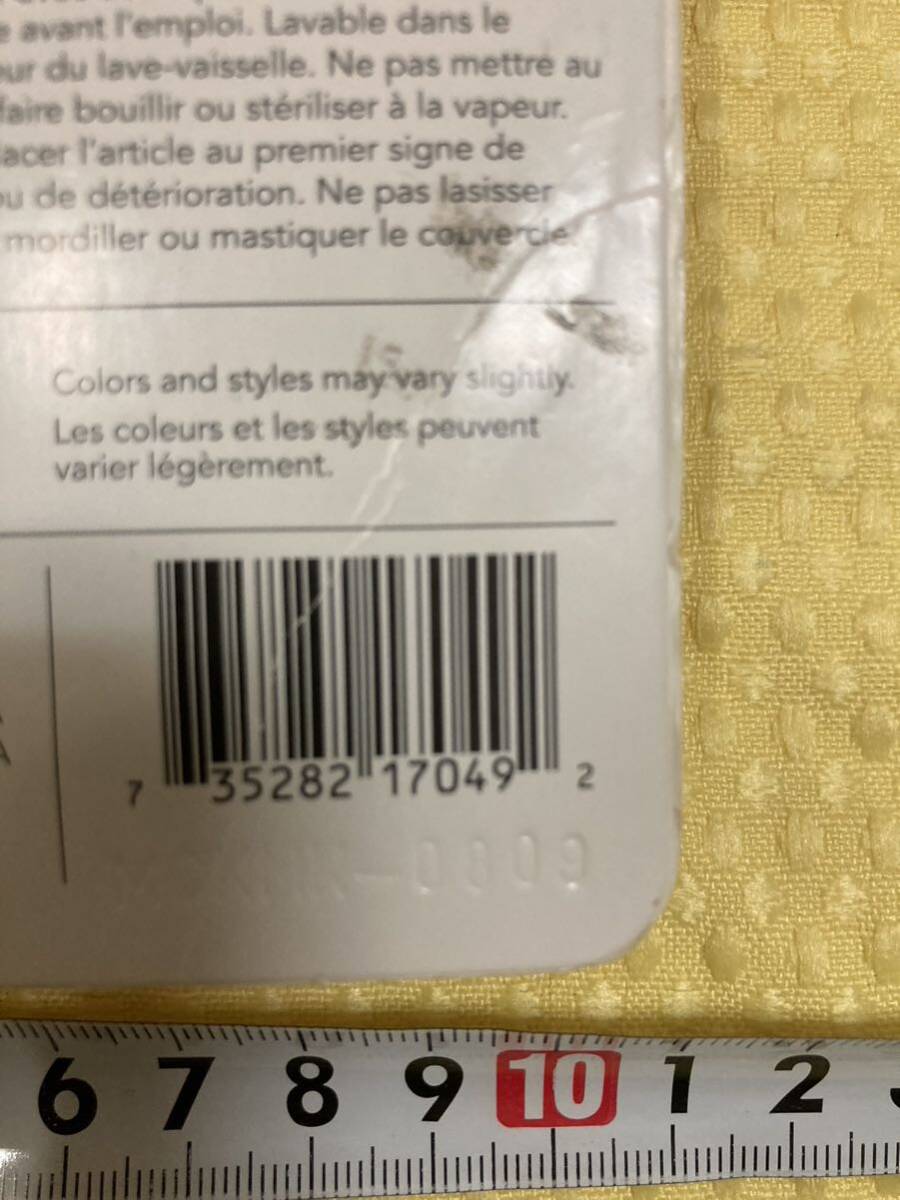 avant l'emploi. Lavable dans le
du lave-vaisselle. Ne pas mettre au
faire bouillir ou stériliser à la vapeur.
l'article au premier signe de
ou de détérioration. Ne pas lasisser
mordiller ou mastiquer le couvercle.
Colors and styles may vary slightly.
Les coleurs et les styles peuvent
varier légèrement.
7 35282 17049 2
-0809
6 7 8 9 10 1 2